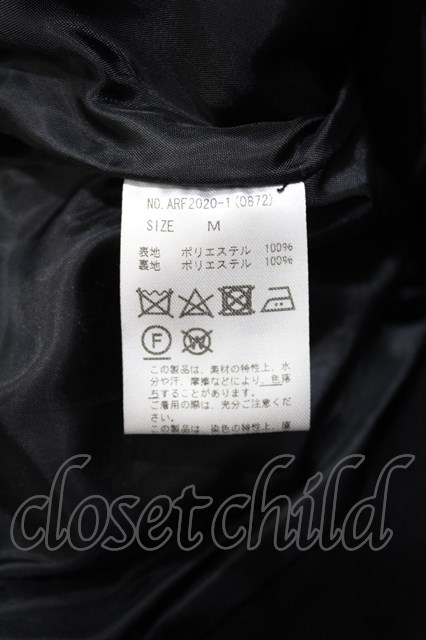 NO. ARF2020-1(0872)
SIZE M
表地 ポリエステル 100%
裏地 ポリエステル 100%
F
W
この製品は、素材の特性上、水
分や汗、摩擦などにより、色落
ちすることがあります。
ご着用の際は、充分ご注意くだ
さい。
この製品は 染色の特性上、直
closetchild